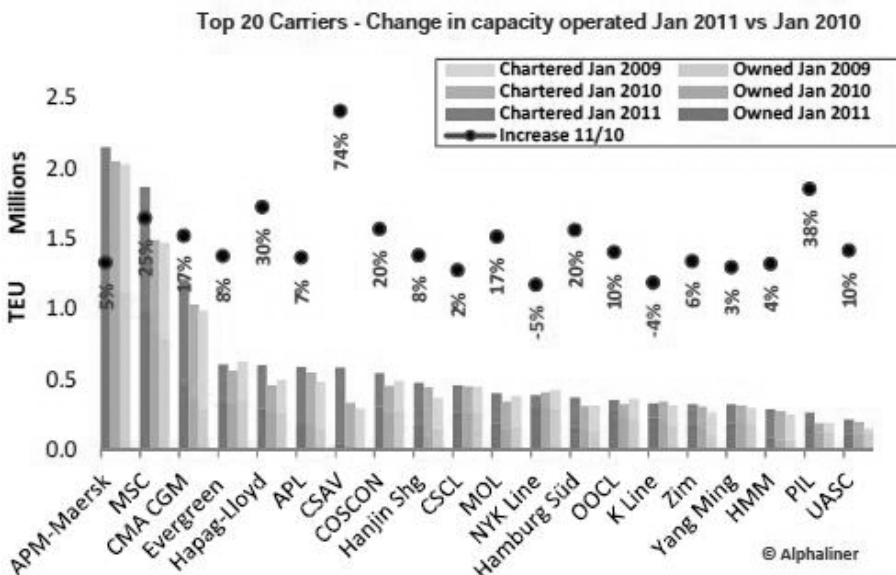 Top 20 Carriers - Change in capacity operated Jan 2011 vs Jan 2010
Chartered Jan 2009 Owned Jan 2009
Chartered Jan 2010 Owned Jan 2010
Chartered Jan 2011 Owned Jan 2011
Increase 11/10
Millions
TEU
2.5
2.0
1.5
1.0
0.5
0.0
5%
25%
17%
8%
30%
7%
74%
20%
8%
2%
17%
-5%
20%
10%
-4%
6%
3%
4%
38%
10%
APM-Maersk
MSC
CMA CGM
Evergreen
Hapag-Lloyd
APL
CSAV
COSCON
Hanjin Shg
CSCL
MOL
NYK Line
Hamburg Süd
OOCL
K Line
Zim
Yang Ming
HMM
PIL
UASC
© Alphaliner